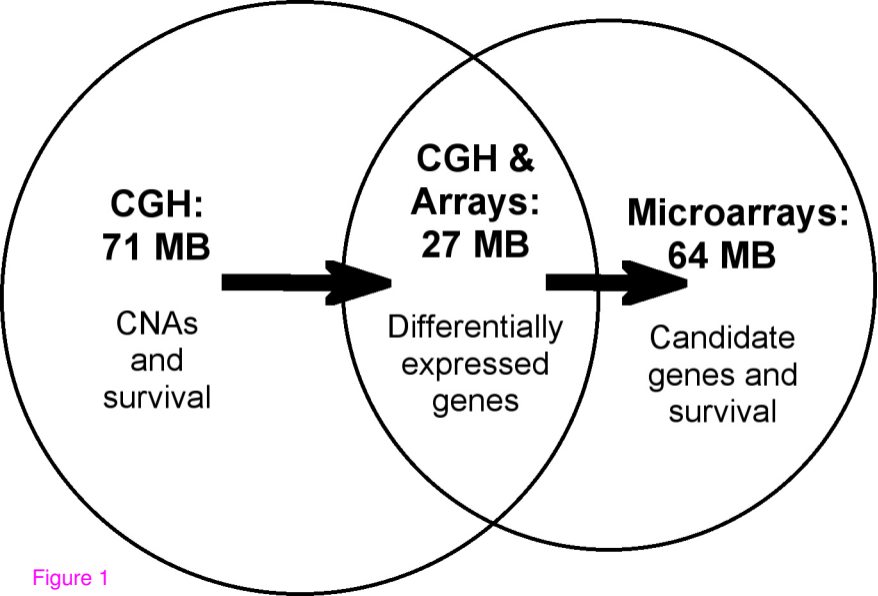 CGH:
71 MB
CNAs
and
survival
CGH &
Arrays:
27 MB
Differentially
expressed
genes
Microarrays:
64 MB
Candidate
genes and
survival
Figure 1